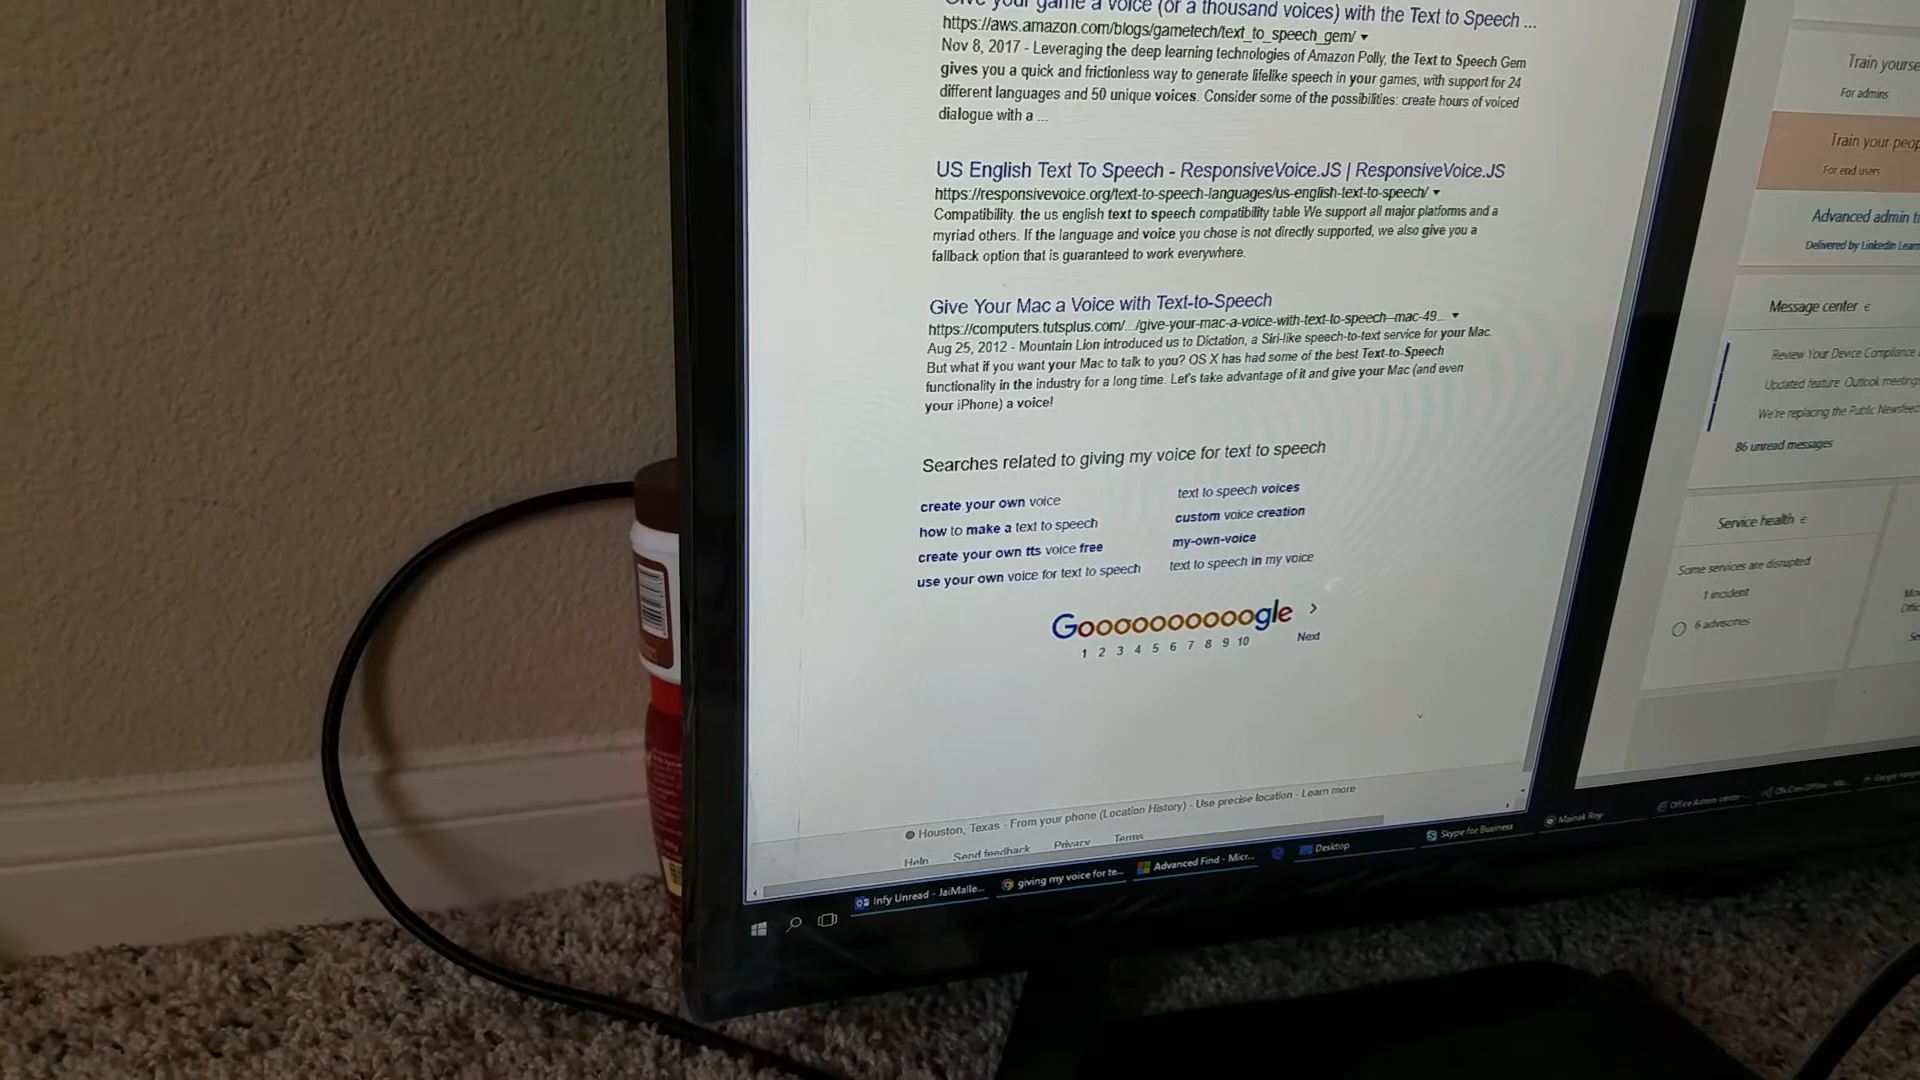 Give your game a voice (or a thousand voices) with the Text to Speech ...
https://aws.amazon.com/blogs/gametech/text_to_speech_gem/
Nov 8, 2017 - Leveraging the deep learning technologies of Amazon Polly, the Text to Speech Gem
gives you a quick and frictionless way to generate lifelike speech in your games, with support for 24
different languages and 50 unique voices. Consider some of the possibilities: create hours of voiced
dialogue with a ...
US English Text To Speech - ResponsiveVoice.JS | ResponsiveVoice.JS
https://responsivevoice.org/text-to-speech-languages/us-english-text-to-speech/
Compatibility. the us english text to speech compatibility table We support all major platforms and a
myriad others. If the language and voice you chose is not directly supported, we also give you a
fallback option that is guaranteed to work everywhere.
Give Your Mac a Voice with Text-to-Speech
https://computers.tutsplus.com/.../give-your-mac-a-voice-with-text-to-speech--mac-49...
Aug 25, 2012 - Mountain Lion introduced us to Dictation, a Siri-like speech-to-text service for your Mac.
But what if you want your Mac to talk to you? OS X has had some of the best Text-to-Speech
functionality in the industry for a long time. Let's take advantage of it and give your Mac (and even
your iPhone) a voice!
Searches related to giving my voice for text to speech
create your own voice
how to make a text to speech
create your own tts voice free
use your own voice for text to speech
text to speech voices
custom voice creation
my-own-voice
text to speech in my voice
Goooooooooogle >
1 2 3 4 5 6 7 8 9 10 Next
Houston, Texas - From your phone (Location History) - Use precise location - Learn more
Help Send feedback Privacy Terms
Infy Unread - JaiMalle...
giving my voice for te...
Advanced Find - Micr...
Desktop
Skype for Business
Mainak Roy
Office Admin center -...
Train yourse
For admins
Train your peop
For end users
Advanced admin t
Delivered by LinkedIn Learn
Message center
Review Your Device Compliance
Updated feature: Outlook meetings
We're replacing the Public Newsfeed
86 unread messages
Service health
Some services are disrupted
1 incident
6 advisories